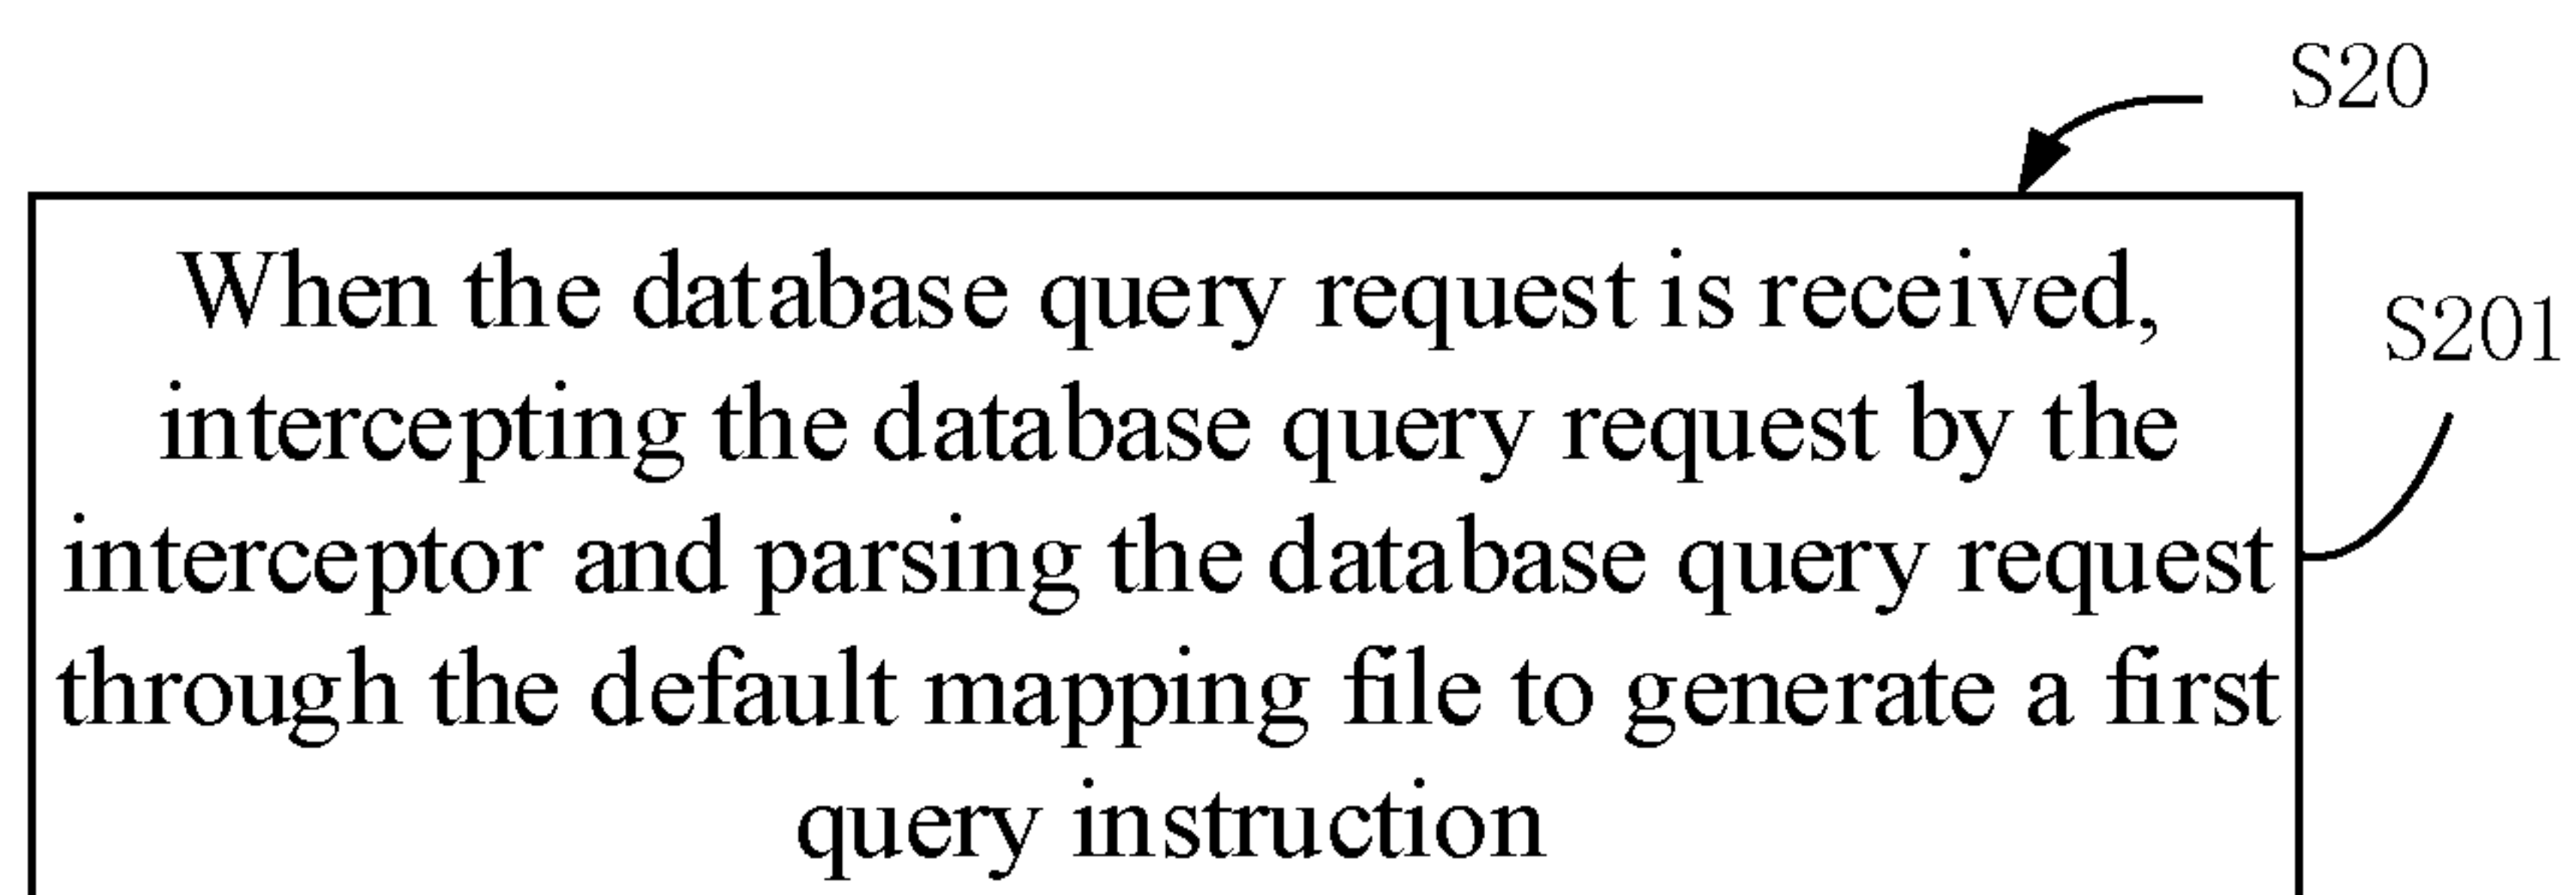 S20
When the database query request is received,
S201
intercepting the database query request by the
interceptor and parsing the database query request
through the default mapping file to generate a first
query instruction